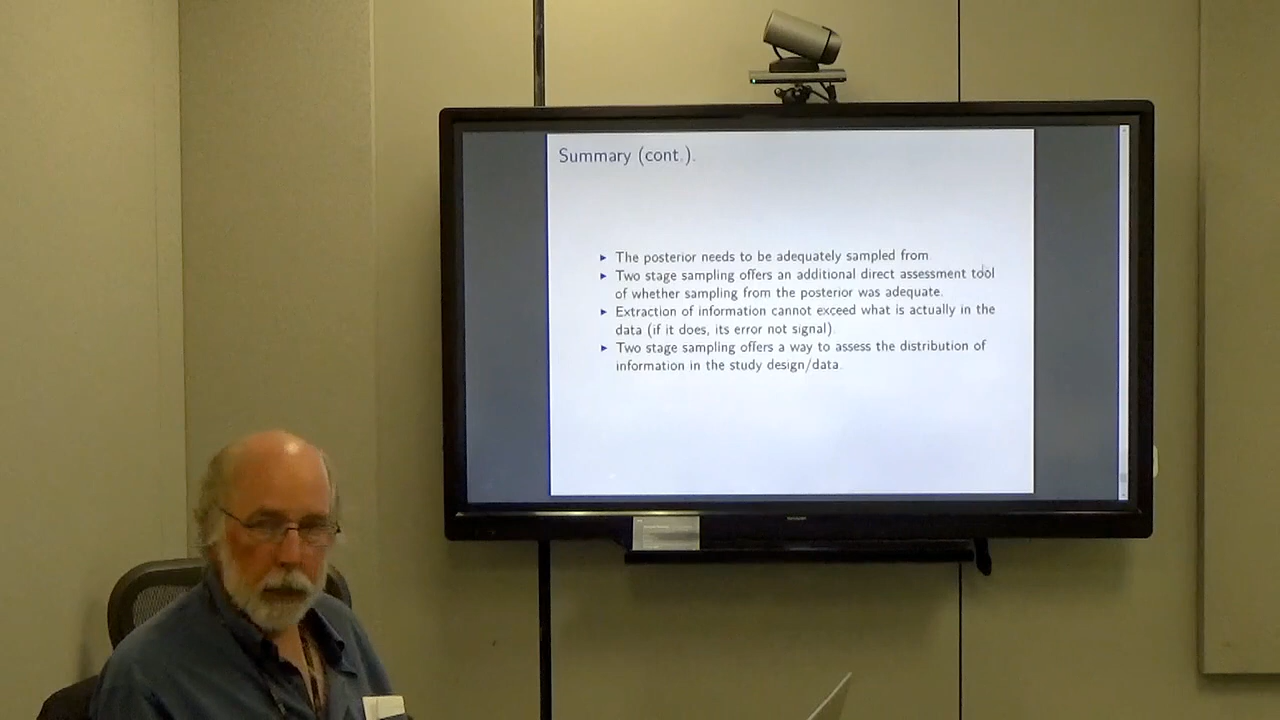 Summary (cont.).
▸ The posterior needs to be adequately sampled from
▸ Two stage sampling offers an additional direct assessment tool
of whether sampling from the posterior was adequate.
▸ Extraction of information cannot exceed what is actually in the
data (if it does, its error not signal).
▸ Two stage sampling offers a way to assess the distribution of
information in the study design/data.